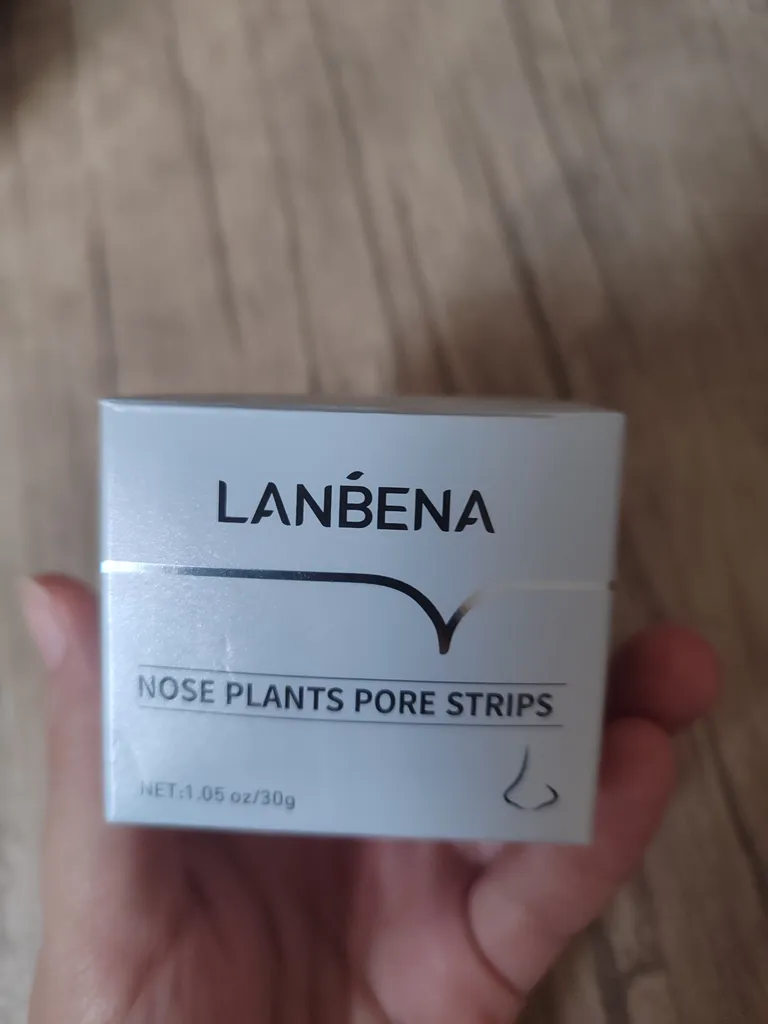 LANBENA
NOSE PLANTS PORE STRIPS
NET:1.05 oz/30g